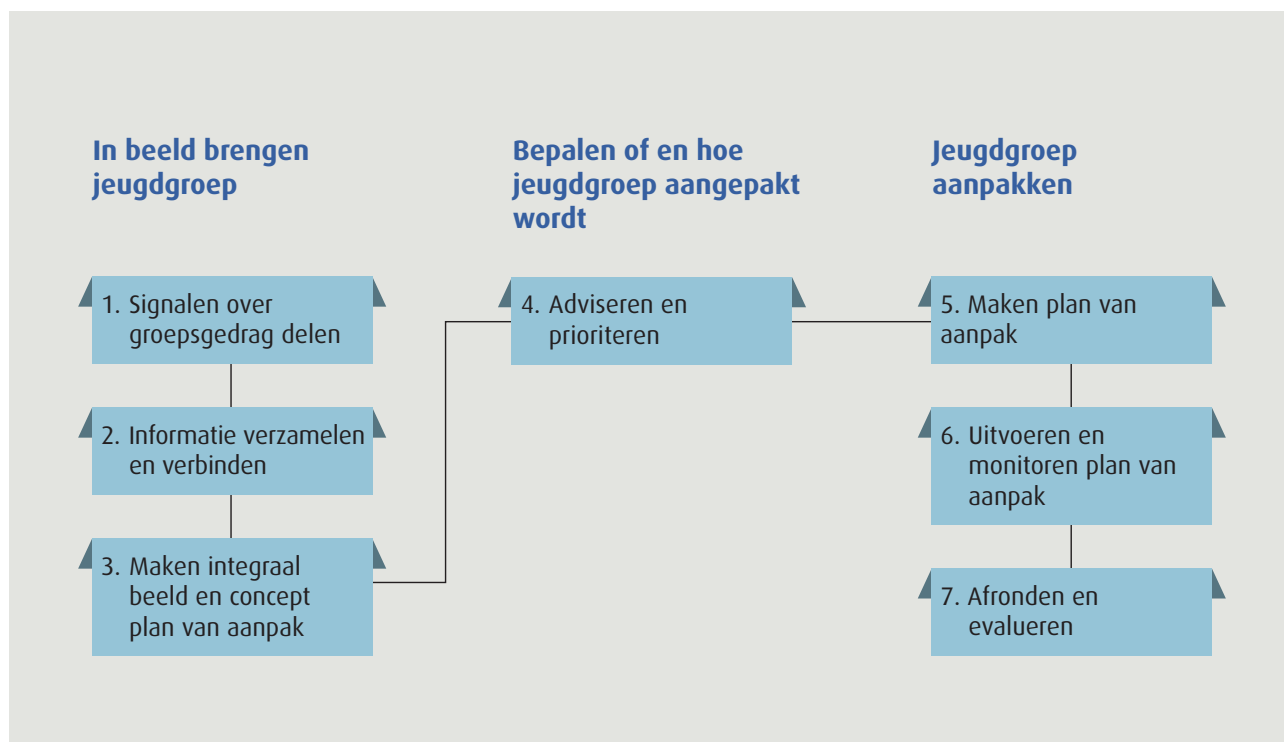 In beeld brengen
jeugdgroep
1. Signalen over
groepsgedrag delen
2. Informatie verzamelen
en verbinden
3. Maken integraal
beeld en concept
plan van aanpak
Bepalen of en hoe
jeugdgroep aangepakt
wordt
4. Adviseren en
prioriteren
Jeugdgroep
aanpakken
5. Maken plan van
aanpak
6. Uitvoeren en
monitoren plan van
aanpak
7. Afronden en
evalueren